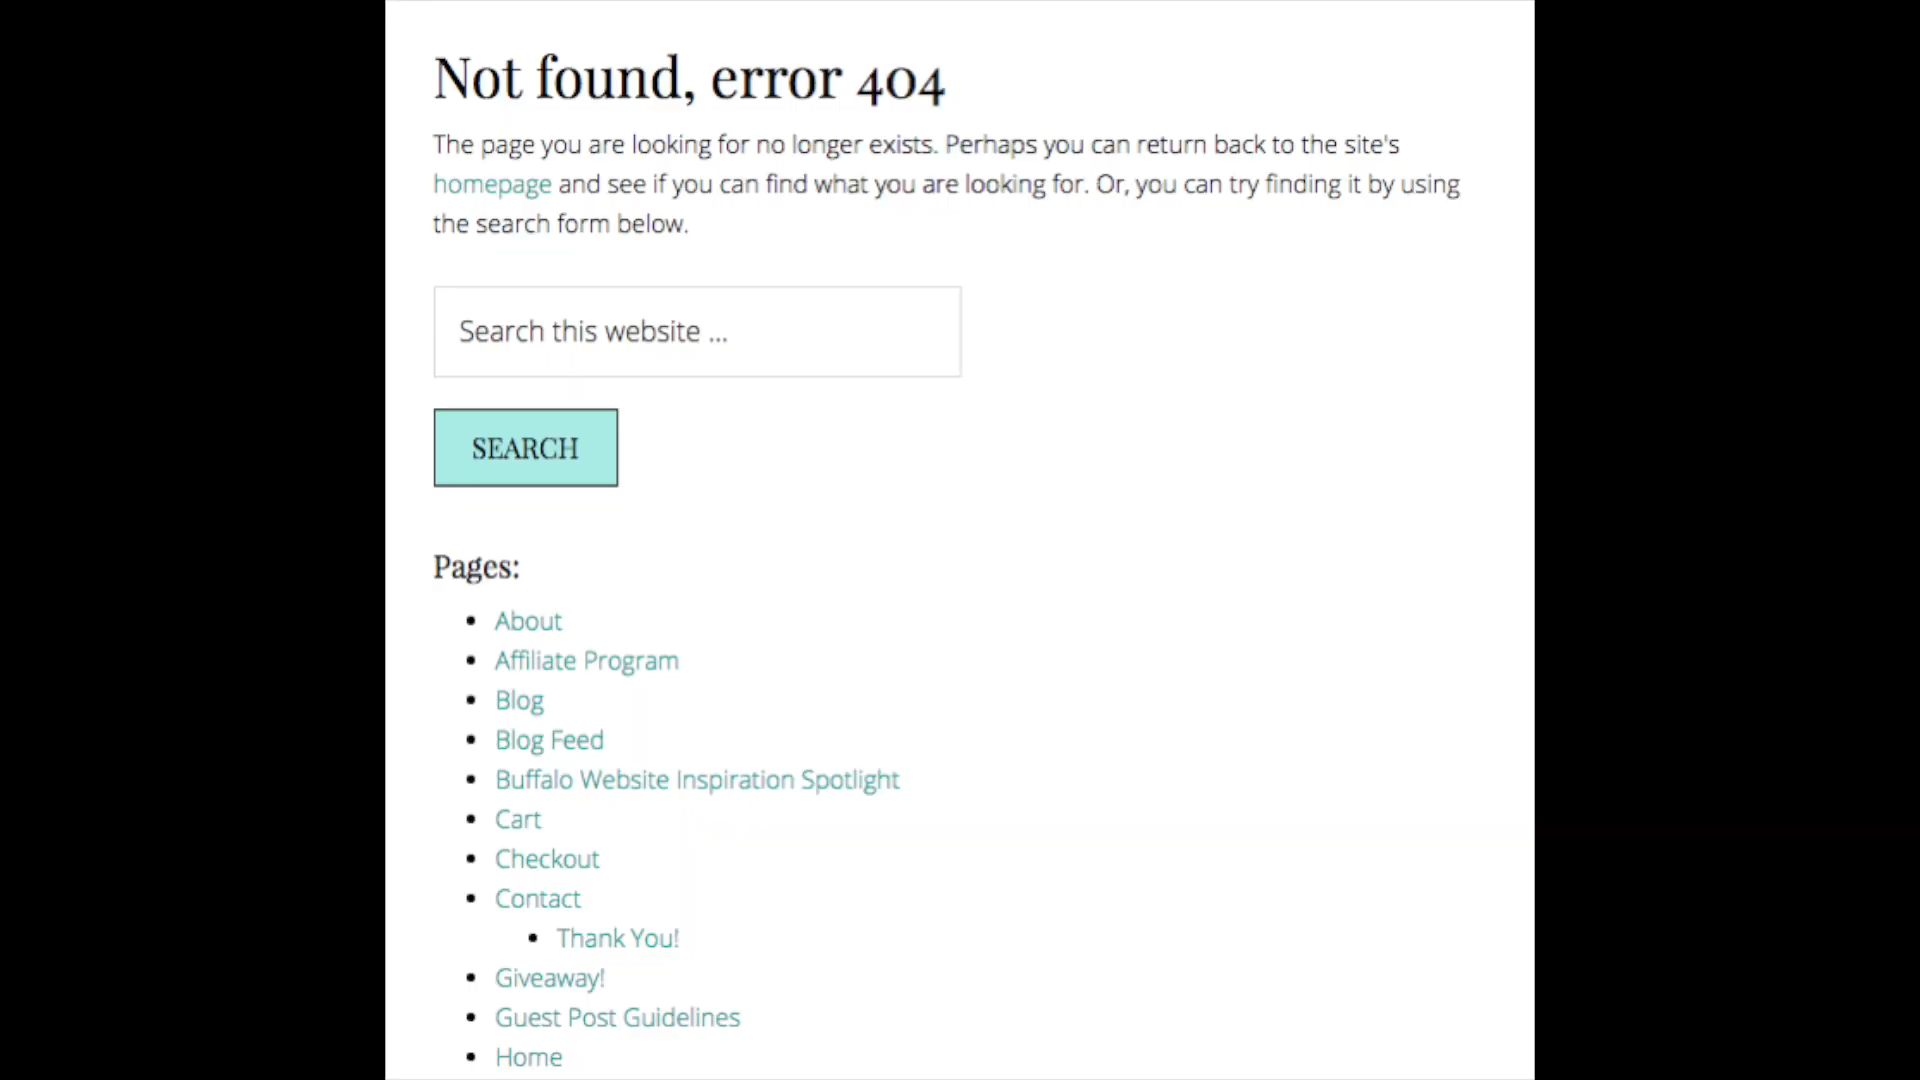 Not found, error 404
The page you are looking for no longer exists. Perhaps you can return back to the site's
homepage and see if you can find what you are looking for. Or, you can try finding it by using
the search form below.
Search this website ...
SEARCH
Pages:
About
Affiliate Program
Blog
Blog Feed
Buffalo Website Inspiration Spotlight
Cart
Checkout
Contact
Thank You!
Giveaway!
Guest Post Guidelines
Home